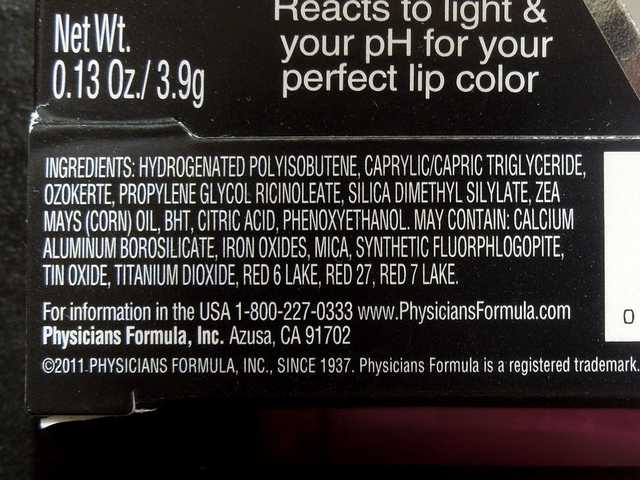 Net Wt.
0.13 Oz./ 3.9g
Reacts to light &
your pH for your
perfect lip color
INGREDIENTS: HYDROGENATED POLYISOBUTENE, CAPRYLIC/CAPRIC TRIGLYCERIDE,
OZOKERTE, PROPYLENE GLYCOL RICINOLEATE, SILICA DIMETHYL SILYLATE, ZEA
MAYS (CORN) OIL, BHT, CITRIC ACID, PHENOXYETHANOL. MAY CONTAIN: CALCIUM
ALUMINUM BOROSILICATE, IRON OXIDES, MICA, SYNTHETIC FLUORPHLOGOPITE,
TIN OXIDE, TITANIUM DIOXIDE, RED 6 LAKE, RED 27, RED 7 LAKE.
For information in the USA 1-800-227-0333 www.PhysiciansFormula.com
Physicians Formula, Inc. Azusa, CA 91702
©2011 PHYSICIANS FORMULA, INC., SINCE 1937. Physicians Formula is a registered trademark.
0